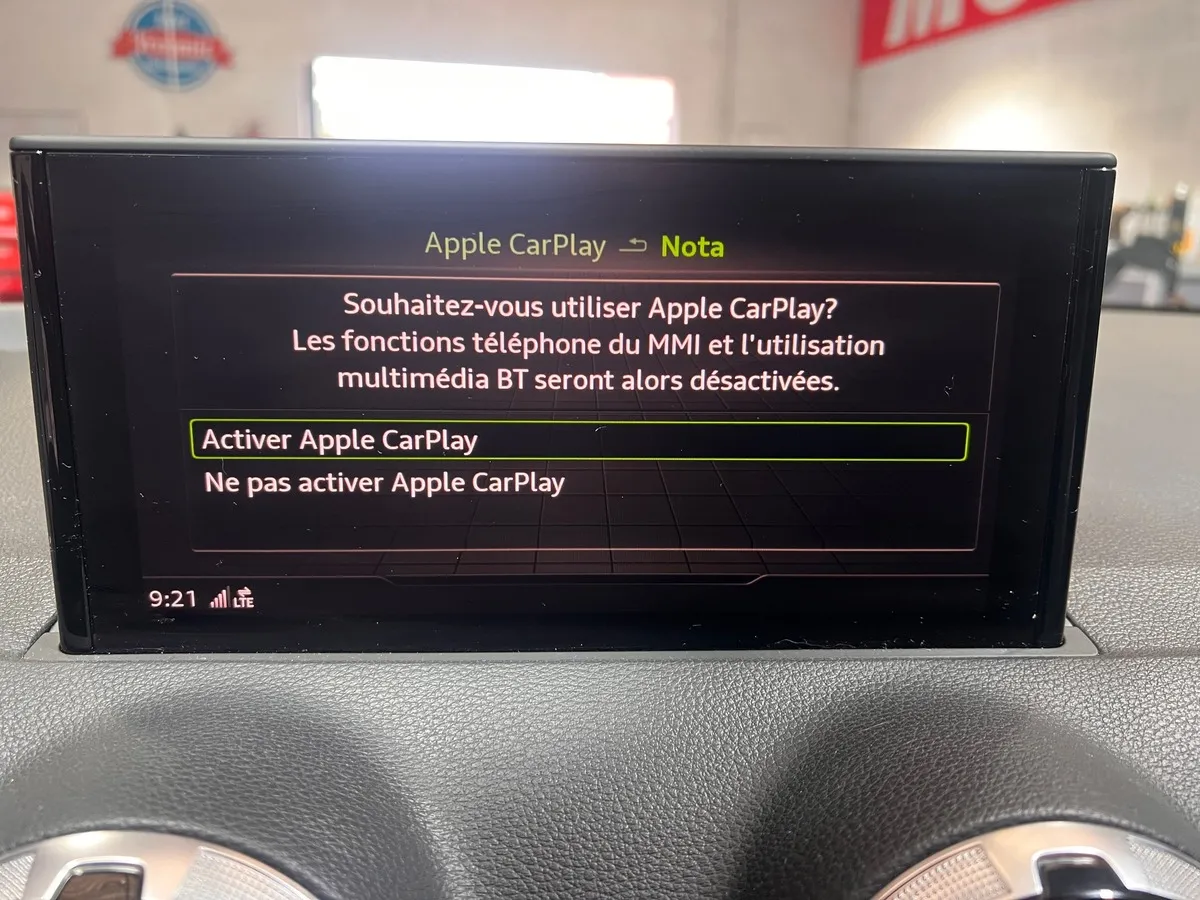 Apple CarPlay Nota
Souhaitez-vous utiliser Apple CarPlay?
Les fonctions téléphone du MMI et l'utilisation
multimédia BT seront alors désactivées.
Activer Apple CarPlay
Ne pas activer Apple CarPlay
9:21 LTE